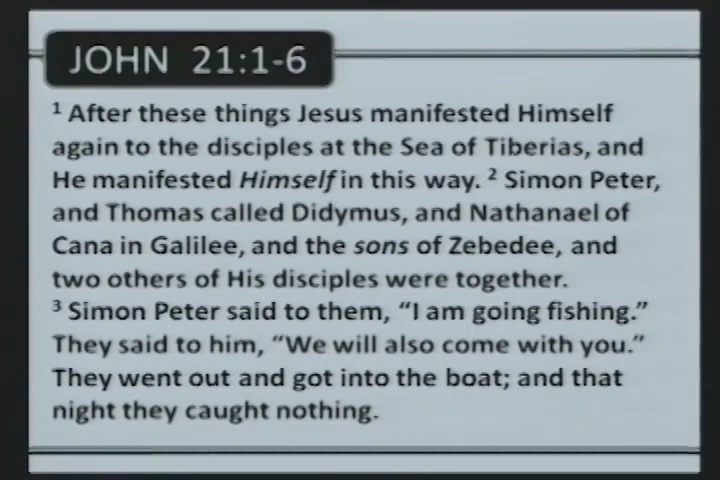 JOHN 21:1-6
¹ After these things Jesus manifested Himself
again to the disciples at the Sea of Tiberias, and
He manifested Himself in this way. ² Simon Peter,
and Thomas called Didymus, and Nathanael of
Cana in Galilee, and the sons of Zebedee, and
two others of His disciples were together.
³ Simon Peter said to them, “I am going fishing.”
They said to him, “We will also come with you.”
They went out and got into the boat; and that
night they caught nothing.